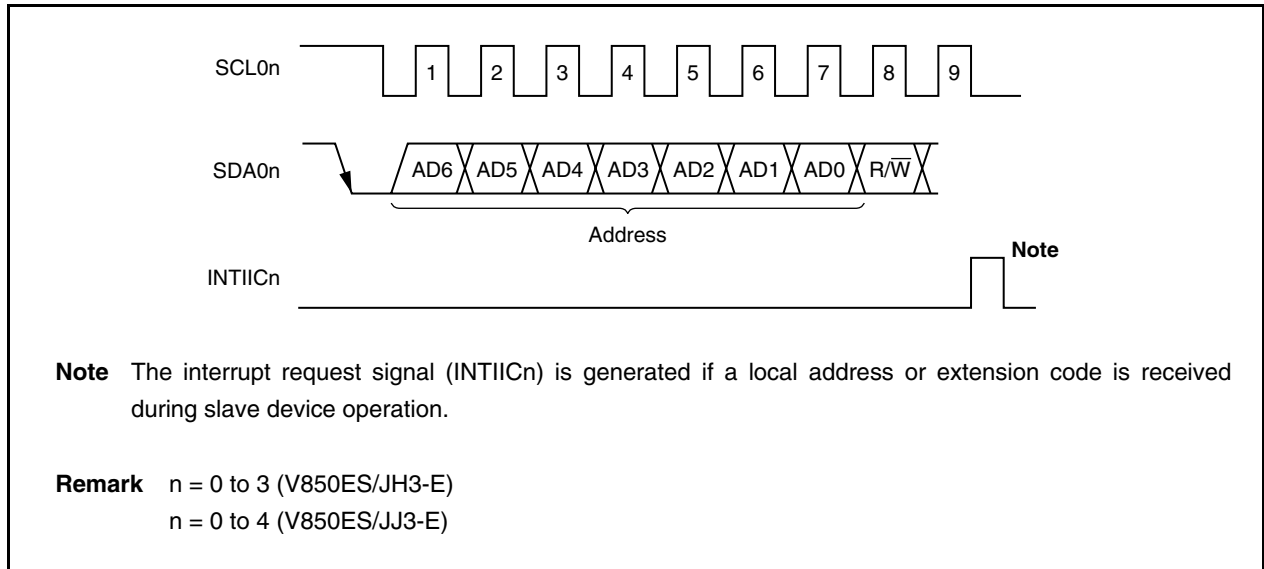 SCL0n
1 2 3 4 5 6 7 8 9
SDA0n
AD6 AD5 AD4 AD3 AD2 AD1 AD0 R/W̅
Address
INTIICn
Note
Note The interrupt request signal (INTIICn) is generated if a local address or extension code is received
during slave device operation.
Remark n = 0 to 3 (V850ES/JH3-E)
n = 0 to 4 (V850ES/JJ3-E)